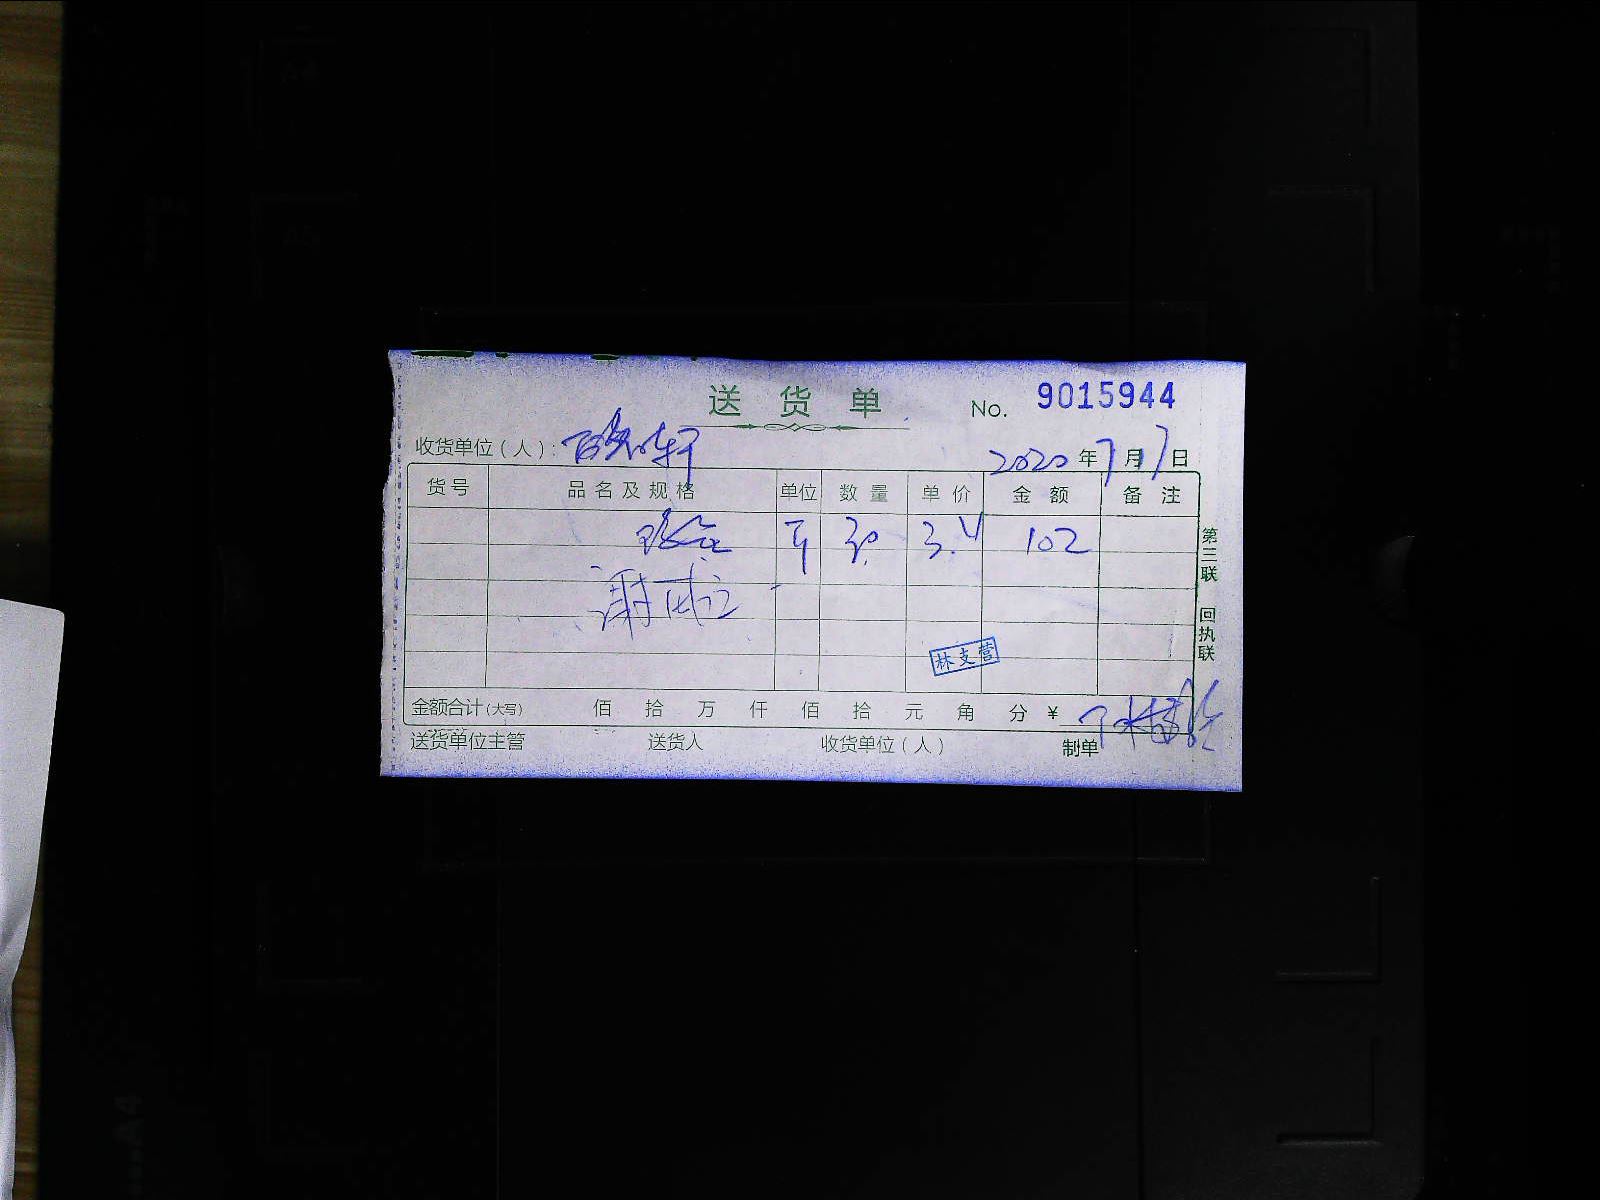 送货单 No. 9015944
收货单位（人）： 2020年7月17日
货号 品名及规格 单位 数量 单价 金额 备注
30 3.4 102
林支营
金额合计(大写) 佰 拾 万 仟 佰 拾 元 角 分 ¥
送货单位主管 送货人 收货单位（人） 制单
第三联 回执联